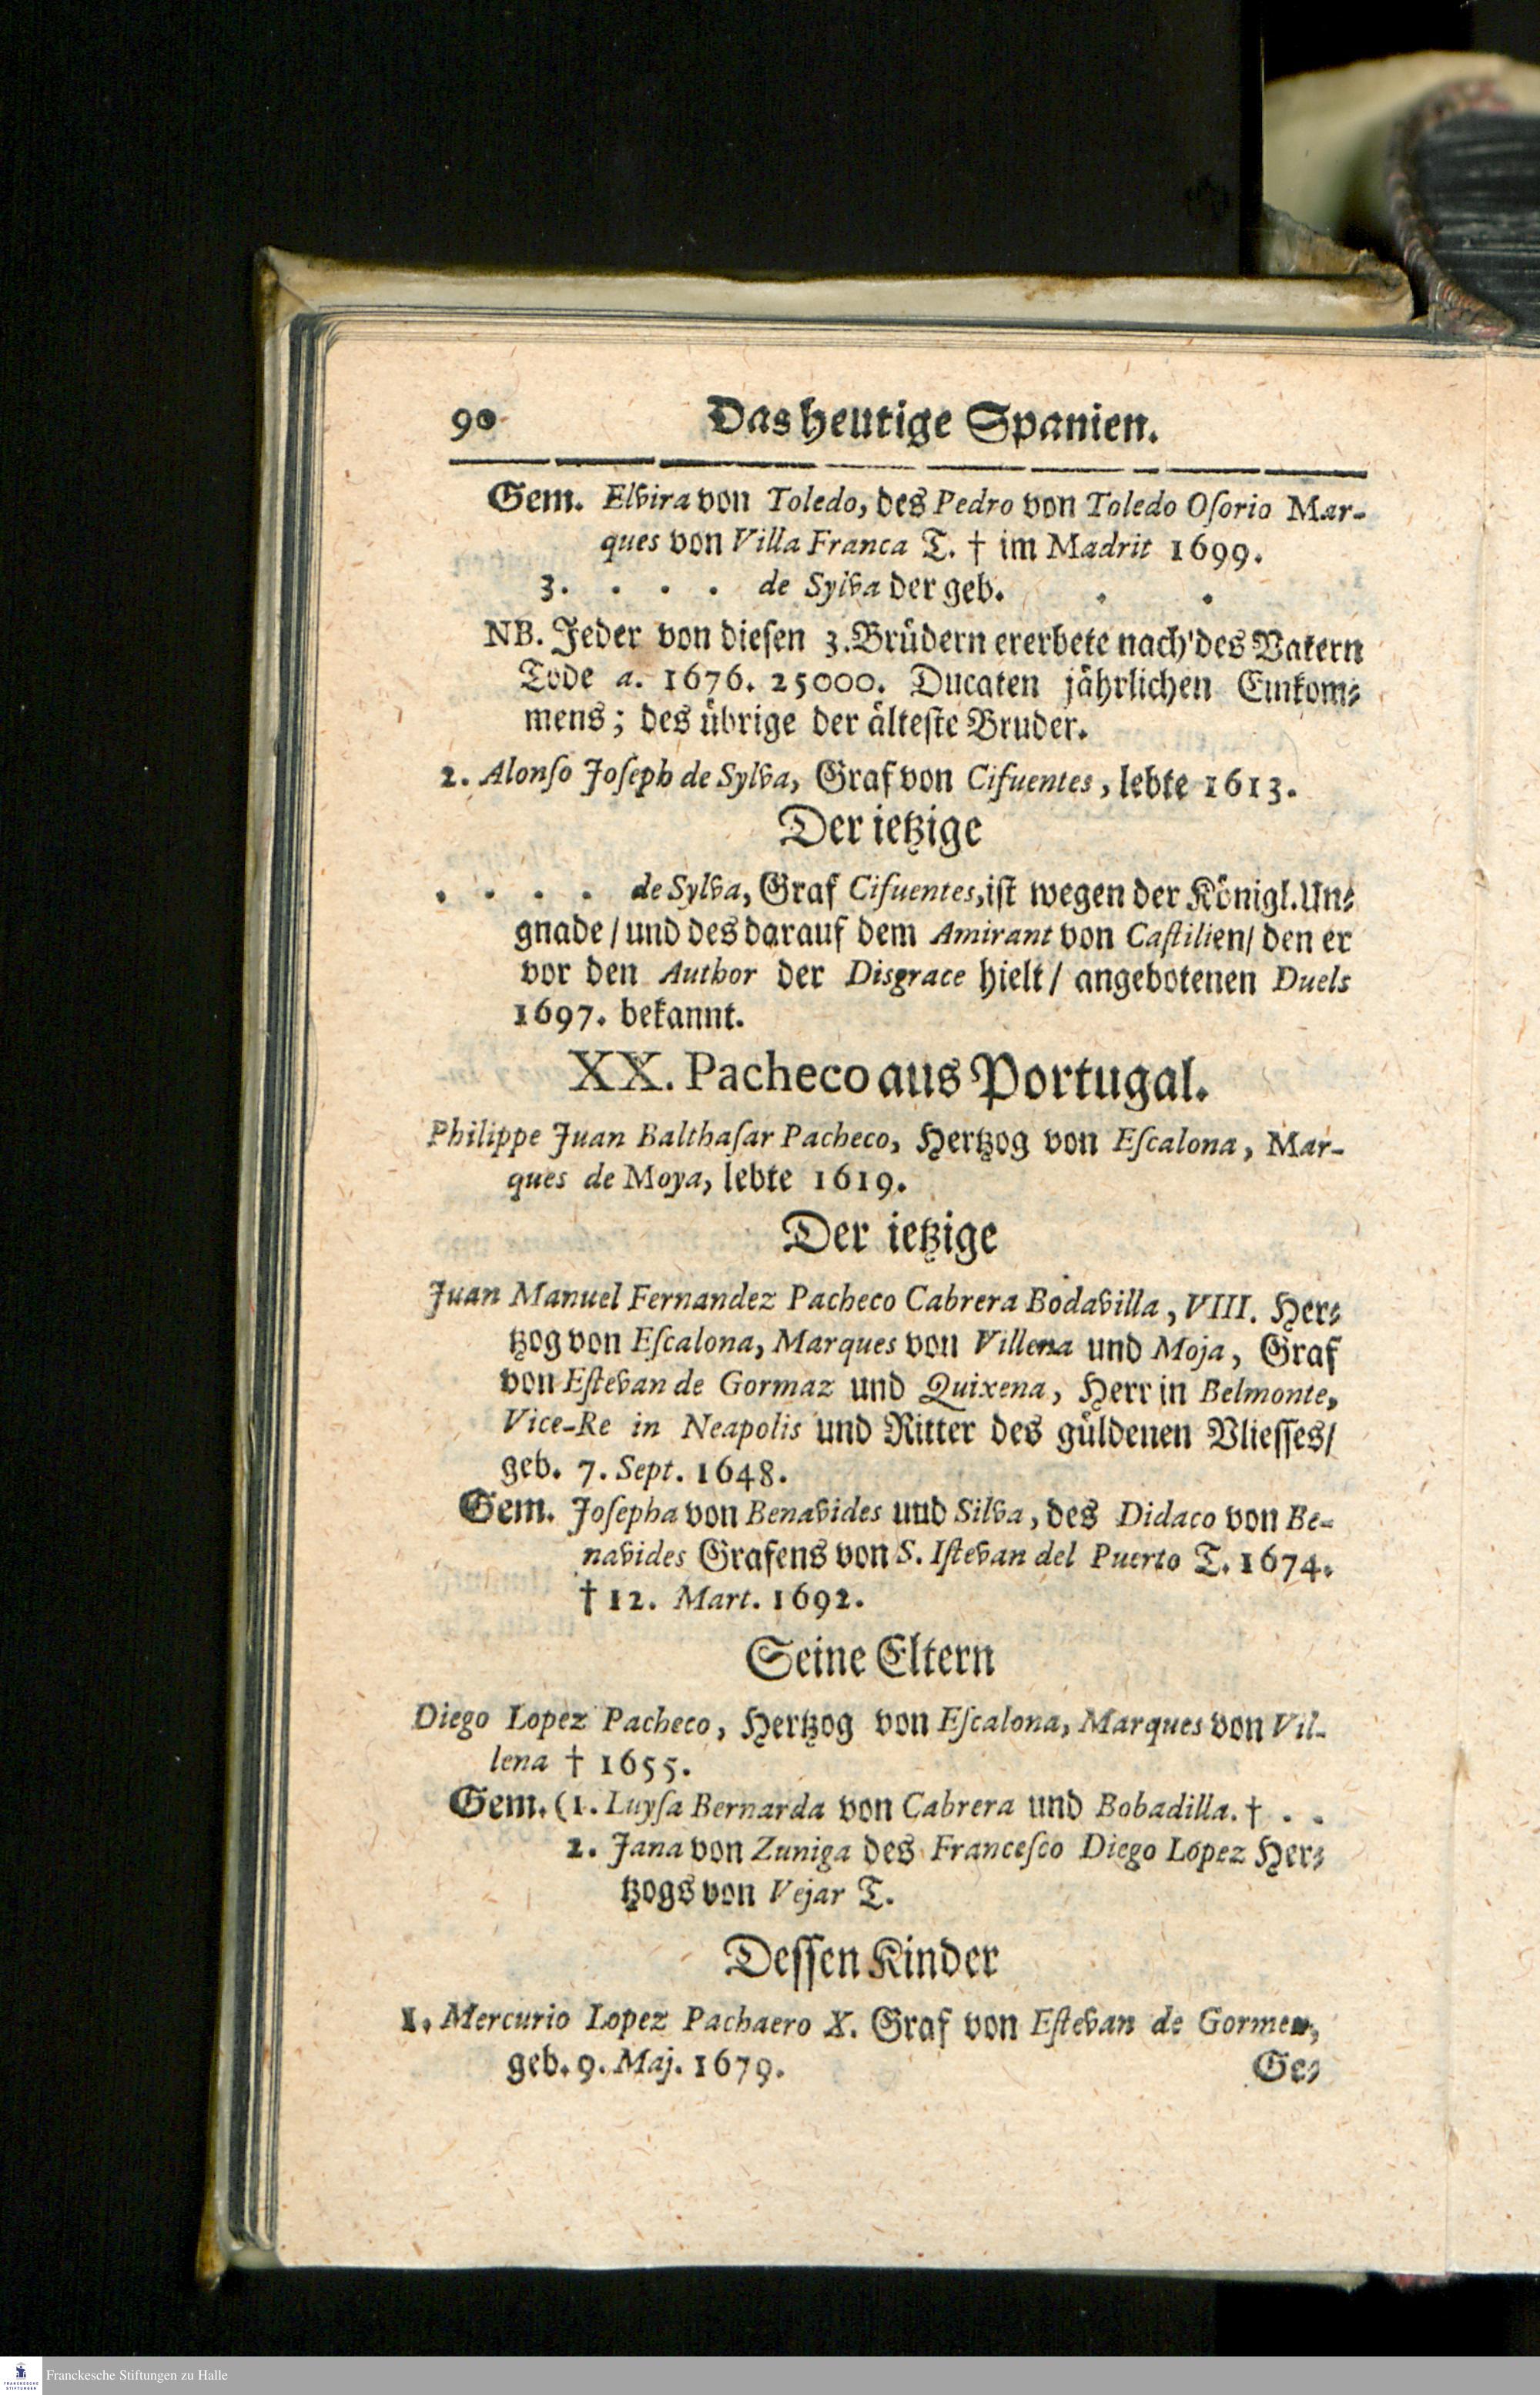 90 Das heutige Spanien.
Gem. Elvira von Toledo, des Pedro von Toledo Oſorio Mar-
ques von Villa Franca T. † im Madrit 1699.
3. . . . de Sylva der geb. . .
NB. Jeder von dieſen 3. Brüdern ererbete nach des Vatern
Tode a. 1676. 25000. Ducaten jährlichen Einkom⸗
mens; des übrige der älteſte Bruder.
2. Alonſo Joſeph de Sylva, Graf von Cifuentes, lebte 1613.
Der ietzige
. . . . de Sylva, Graf Cifuentes, iſt wegen der Königl. Un⸗
gnade / und des darauf dem Amirant von Caſtilien / den er
vor den Author der Disgrace hielt / angebotenen Duels
1697. bekannt.
XX. Pacheco aus Portugal.
Philippe Juan Balthaſar Pacheco, Hertzog von Eſcalona, Mar-
ques de Moya, lebte 1619.
Der ietzige
Juan Manuel Fernandez Pacheco Cabrera Bodavilla, VIII. Her⸗
tzog von Eſcalona, Marques von Villena und Moja, Graf
von Eſtevan de Gormaz und Quixena, Herr in Belmonte,
Vice-Re in Neapolis und Ritter des güldenen Vlieſſes /
geb. 7. Sept. 1648.
Gem. Joſepha von Benavides und Silva, des Didaco von Be-
navides Grafens von S. Iſtevan del Puerto T. 1674.
† 12. Mart. 1692.
Seine Eltern
Diego Lopez Pacheco, Hertzog von Eſcalona, Marques von Vil-
lena † 1655.
Gem. (1. Luyſa Bernarda von Cabrera und Bobadilla. † . .
2. Jana von Zuniga des Franceſco Diego Lopez Her⸗
tzogs von Vejar T.
Deſſen Kinder
1. Mercurio Lopez Pachaero X. Graf von Eſtevan de Gormen,
geb. 9. Maj. 1679.
Ge⸗
Franckesche Stiftungen zu Halle
FRANCKESCHE
STIFTUNGEN